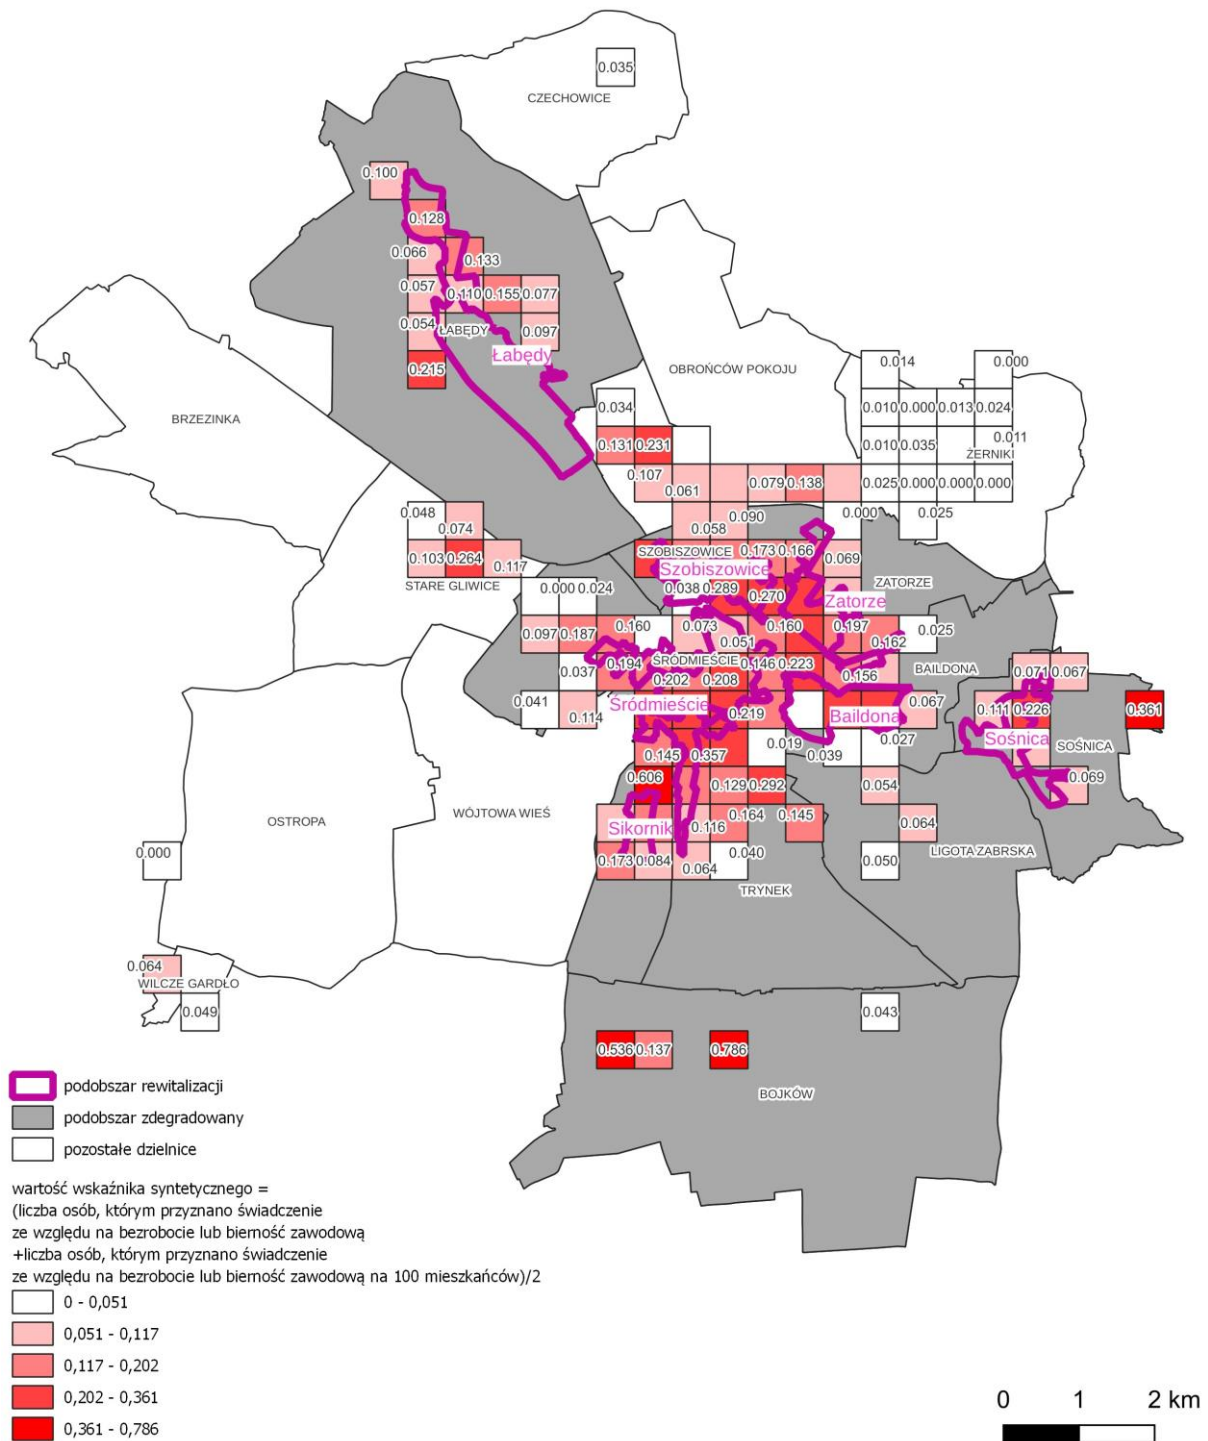 0.035
CZECHOWICE
0.100
0.128
0.066
0.133
0.057
0.110
0.155
0.077
0.054
ŁABĘDY
0.097
Łabędy
0.215
OBROŃCÓW POKOJU
0.014
0.000
BRZEZINKA
0.034
0.010
0.000
0.013
0.024
0.131
0.231
0.010
0.035
0.011
ŻERNIKI
0.107
0.061
0.079
0.138
0.025
0.000
0.000
0.000
0.048
0.074
0.058
0.090
0.000
0.025
0.103
0.264
0.117
SZOBISZOWICE
0.173
0.166
0.069
Szobiszowice
STARE GLIWICE
0.000
0.024
0.038
0.289
0.270
ZATORZE
Zatorze
0.097
0.187
0.160
0.073
0.051
0.160
0.197
0.162
0.025
0.037
0.194
ŚRÓDMIEŚCIE
0.146
0.223
0.156
BAILDONA
0.071
0.067
0.202
0.208
0.041
0.114
Śródmieście
0.219
Baildona
0.067
0.111
0.226
0.361
Sośnica
SOŚNICA
0.145
0.357
0.019
0.039
0.027
0.606
0.129
0.292
0.054
0.069
OSTROPA
WÓJTOWA WIEŚ
Sikornik
0.116
0.164
0.145
0.064
LIGOTA ZABRSKA
0.000
0.173
0.084
0.064
0.040
0.050
TRYNEK
0.064
WILCZE GARDŁO
0.049
0.043
0.536
0.137
0.786
BOJKÓW
podobszar rewitalizacji
podobszar zdegradowany
pozostałe dzielnice
wartość wskaźnika syntetycznego =
(liczba osób, którym przyznano świadczenie
ze względu na bezrobocie lub bierność zawodową
+liczba osób, którym przyznano świadczenie
ze względu na bezrobocie lub bierność zawodową na 100 mieszkańców)/2
0 - 0,051
0,051 - 0,117
0,117 - 0,202
0,202 - 0,361
0,361 - 0,786
0 1 2 km